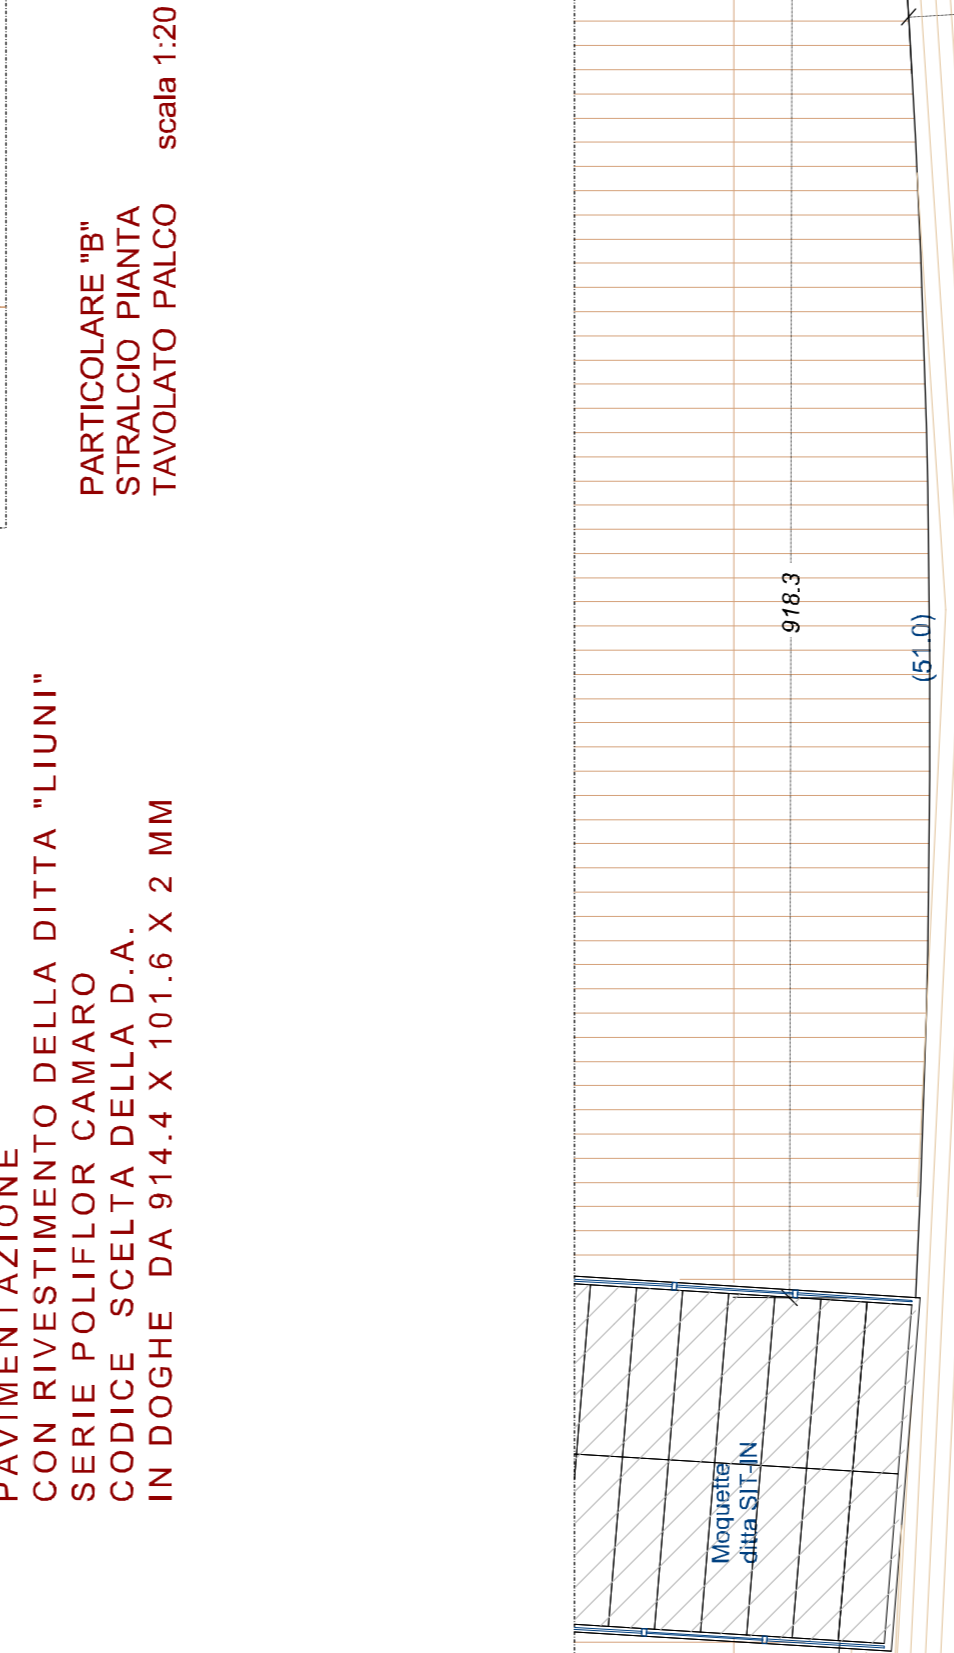 PAVIMENTAZIONE
CON RIVESTIMENTO DELLA DITTA "LIUNI"
SERIE POLIFLOR CAMARO
CODICE SCELTA DELLA D.A.
IN DOGHE DA 914.4 X 101.6 X 2 MM
PARTICOLARE "B"
STRALCIO PIANTA
TAVOLATO PALCO scala 1:20
918.3
(51.0)
Moquette
ditta SIT-IN